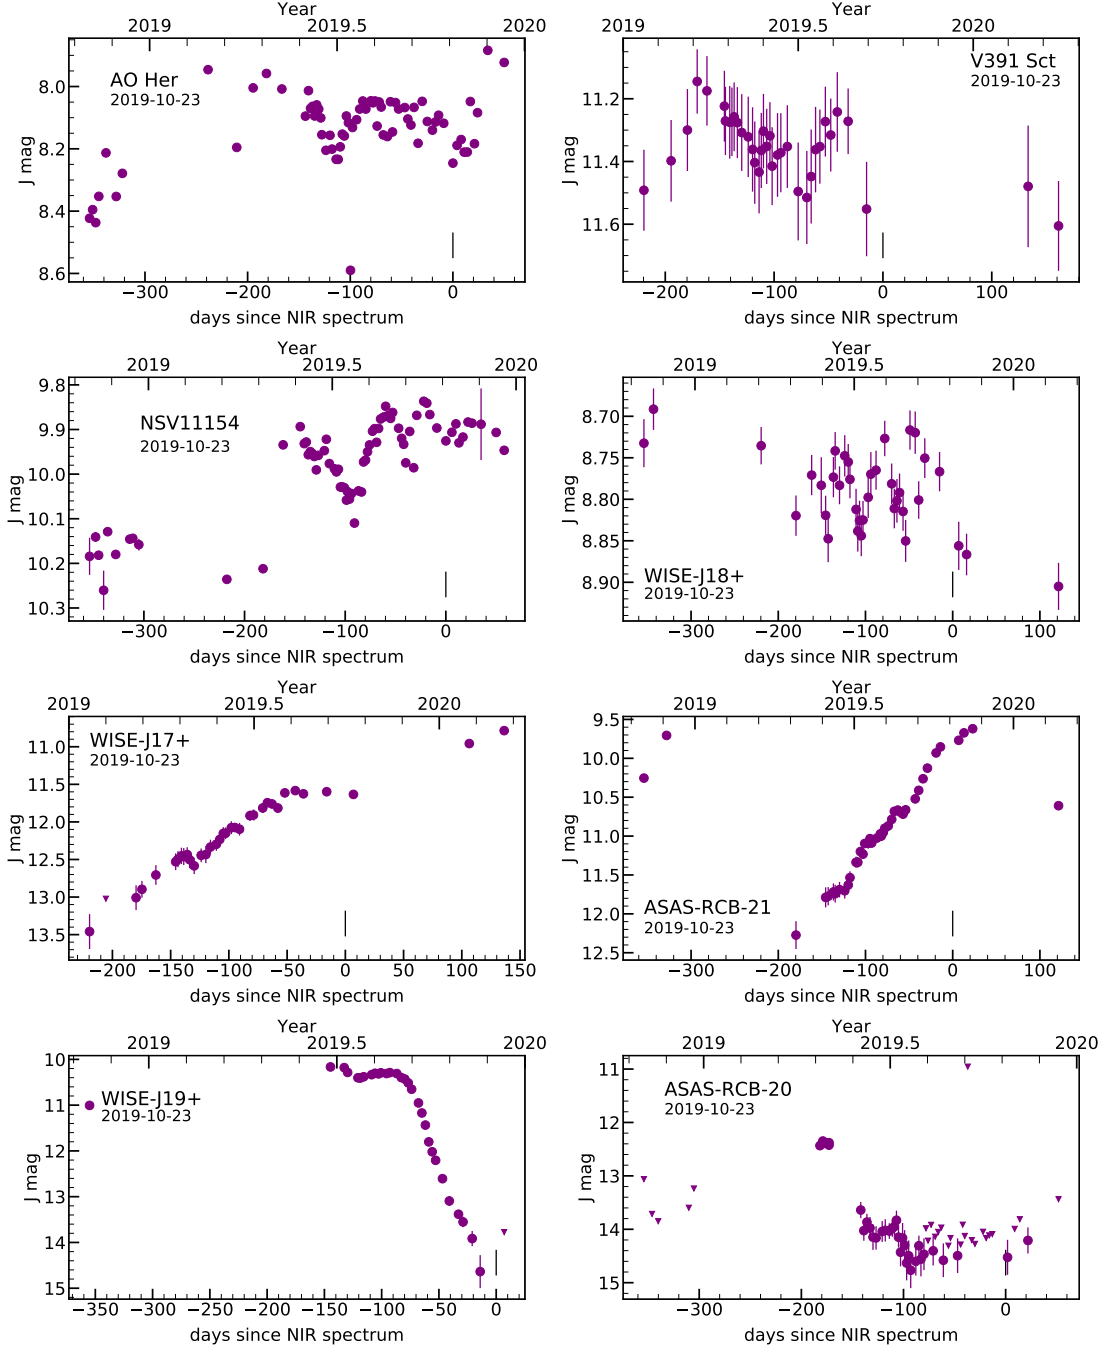 Year
2019 2019.5 2020
8.0
8.2
8.4
8.6
J mag
AO Her
2019-10-23
−300 −200 −100 0
days since NIR spectrum
Year
2019 2019.5 2020
11.2
11.4
11.6
J mag
V391 Sct
2019-10-23
−200 −100 0 100
days since NIR spectrum
Year
2019 2019.5 2020
9.8
9.9
10.0
10.1
10.2
10.3
J mag
NSV11154
2019-10-23
−300 −200 −100 0
days since NIR spectrum
Year
2019 2019.5 2020
8.70
8.75
8.80
8.85
8.90
J mag
WISE-J18+
2019-10-23
−300 −200 −100 0 100
days since NIR spectrum
Year
2019 2019.5 2020
11.0
11.5
12.0
12.5
13.0
13.5
J mag
WISE-J17+
2019-10-23
−200 −150 −100 −50 0 50 100 150
days since NIR spectrum
Year
2019 2019.5 2020
9.5
10.0
10.5
11.0
11.5
12.0
12.5
J mag
ASAS-RCB-21
2019-10-23
−300 −200 −100 0 100
days since NIR spectrum
Year
2019 2019.5 2020
10
11
12
13
14
15
J mag
WISE-J19+
2019-10-23
−350 −300 −250 −200 −150 −100 −50 0
days since NIR spectrum
Year
2019 2019.5 2020
11
12
13
14
15
J mag
ASAS-RCB-20
2019-10-23
−300 −200 −100 0
days since NIR spectrum